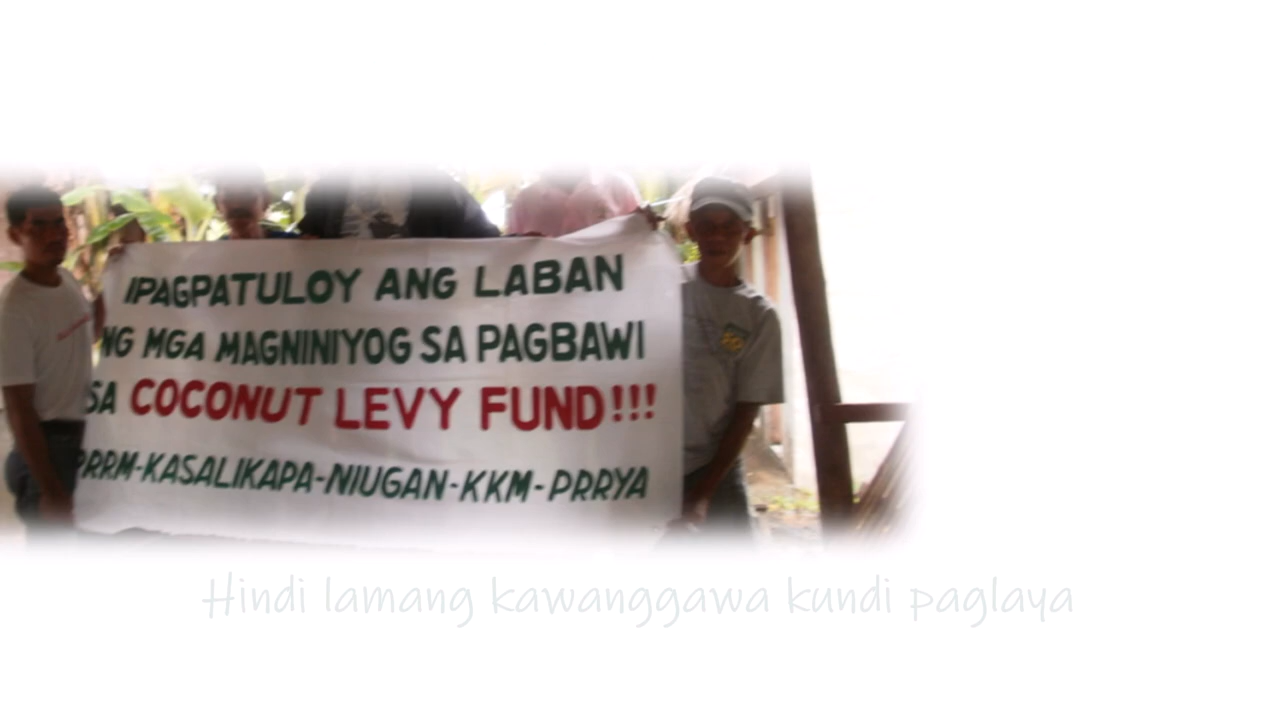 IPAGPATULOY ANG LABAN
NG MGA MAGNINIYOG SA PAGBAWI
SA COCONUT LEVY FUND!!!
PRRM-KASALIKAPA-NIUGAN-KKM-PRRYA
Hindi lamang kawanggawa kundi paglaya